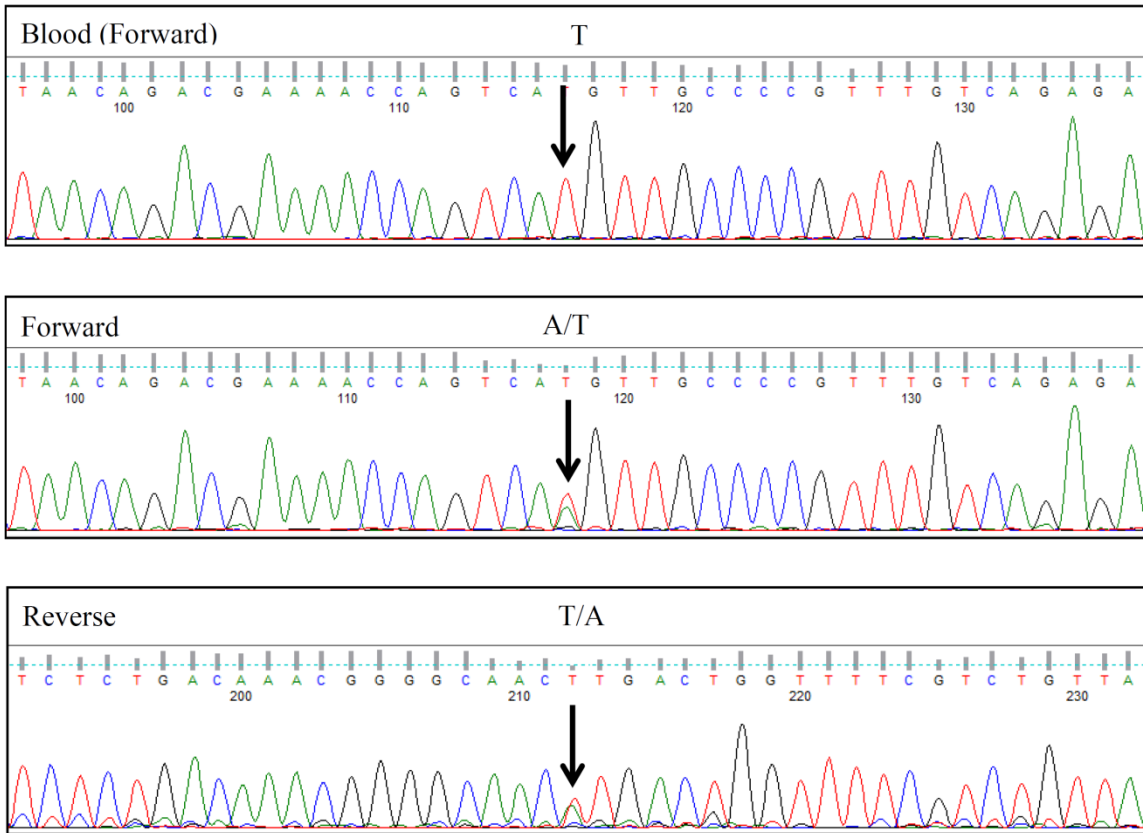 Blood (Forward) T
T A A C A G A C G A A A A C C A G T C A T G T T G C C C C G T T T G T C A G A G A
100 110 120 130
Forward A/T
T A A C A G A C G A A A A C C A G T C A T G T T G C C C C G T T T G T C A G A G A
100 110 120 130
Reverse T/A
T C T C T G A C A A A C G G G G C A A C T T G A C T G G T T T T C G T C T G T T A
200 210 220 230